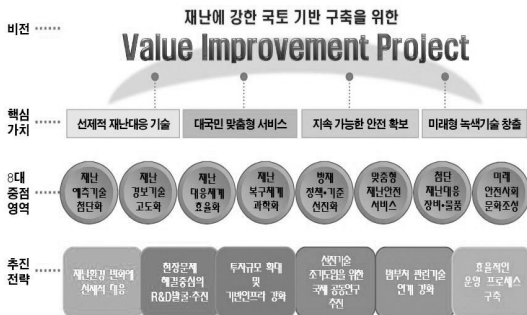 비전 재난에 강한 국토 기반 구축을 위한
Value Improvement Project
핵심
가치
선제적 재난대응 기술 대국민 맞춤형 서비스 지속 가능한 안전 확보 미래형 녹색기술 창출
8대
중점
영역
재난
예측기술
첨단화
재난
경보기술
고도화
재난
대응체계
효율화
재난
복구체계
과학화
방재
정책•기준
선진화
맞춤형
재난안전
서비스
첨단
재난대응
장비•물품
미래
안전사회
문화조성
추진
전략
재난환경 변화에
선제적 대응
현장문제
해결중심의
R&D발굴·추진
투자규모 확대
및
기반인프라 강화
선진기술
조기도입을 위한
국제 공동연구
추진
범부처 관련기술
연계 강화
효율적인
운영 프로세스
구축